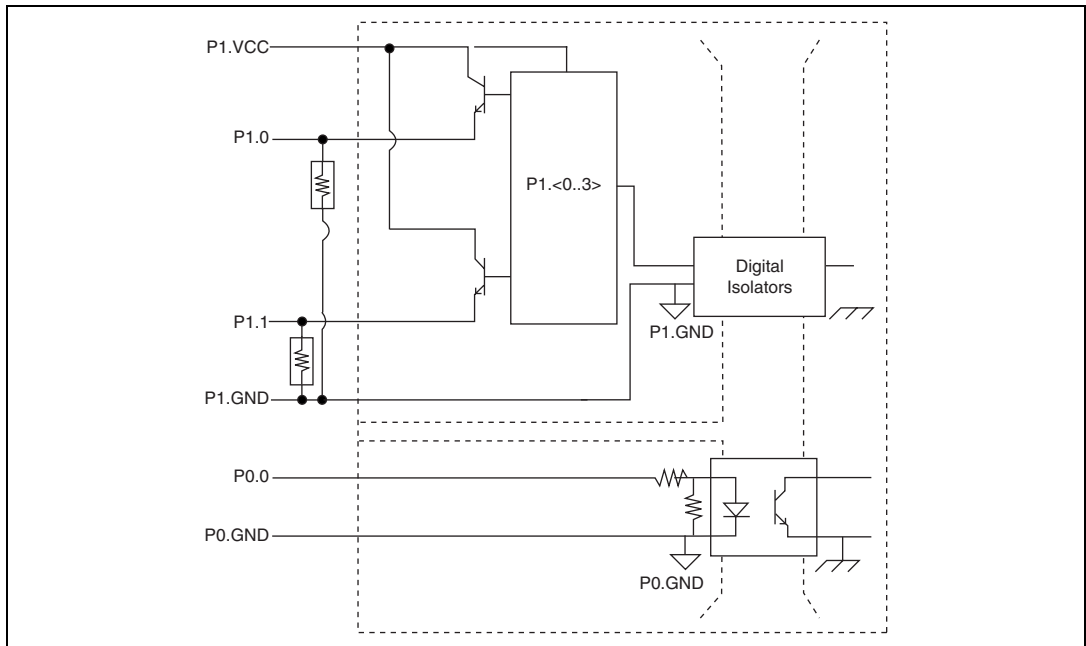 P1.VCC
P1.0
P1.<0..3>
Digital
Isolators
P1.1
P1.GND
P1.GND
P0.0
P0.GND
P0.GND